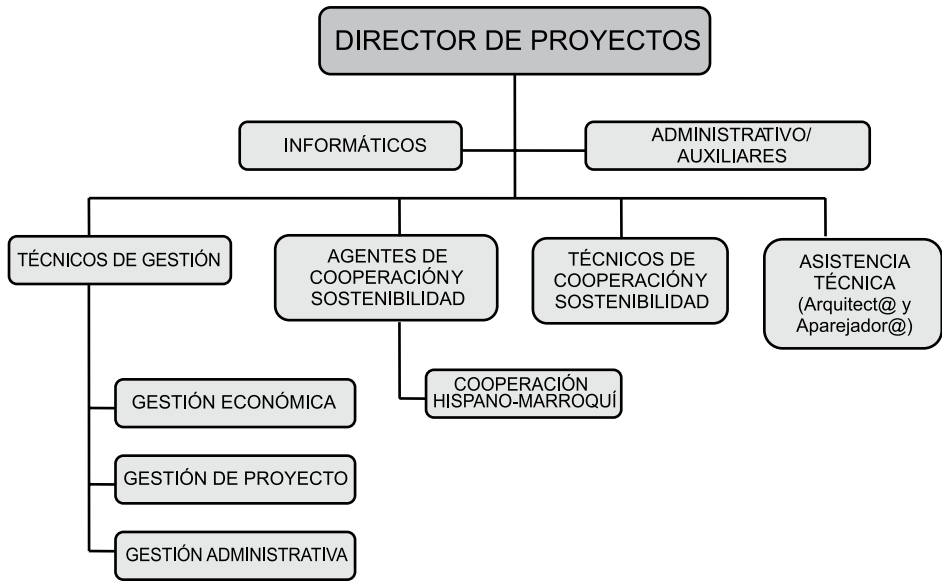 DIRECTOR DE PROYECTOS
INFORMÁTICOS
ADMINISTRATIVO/
AUXILIARES
TÉCNICOS DE GESTIÓN
AGENTES DE
COOPERACIÓN Y
SOSTENIBILIDAD
TÉCNICOS DE
COOPERACIÓN Y
SOSTENIBILIDAD
ASISTENCIA
TÉCNICA
(Arquitect@ y
Aparejador@)
GESTIÓN ECONÓMICA
COOPERACIÓN
HISPANO-MARROQUÍ
GESTIÓN DE PROYECTO
GESTIÓN ADMINISTRATIVA